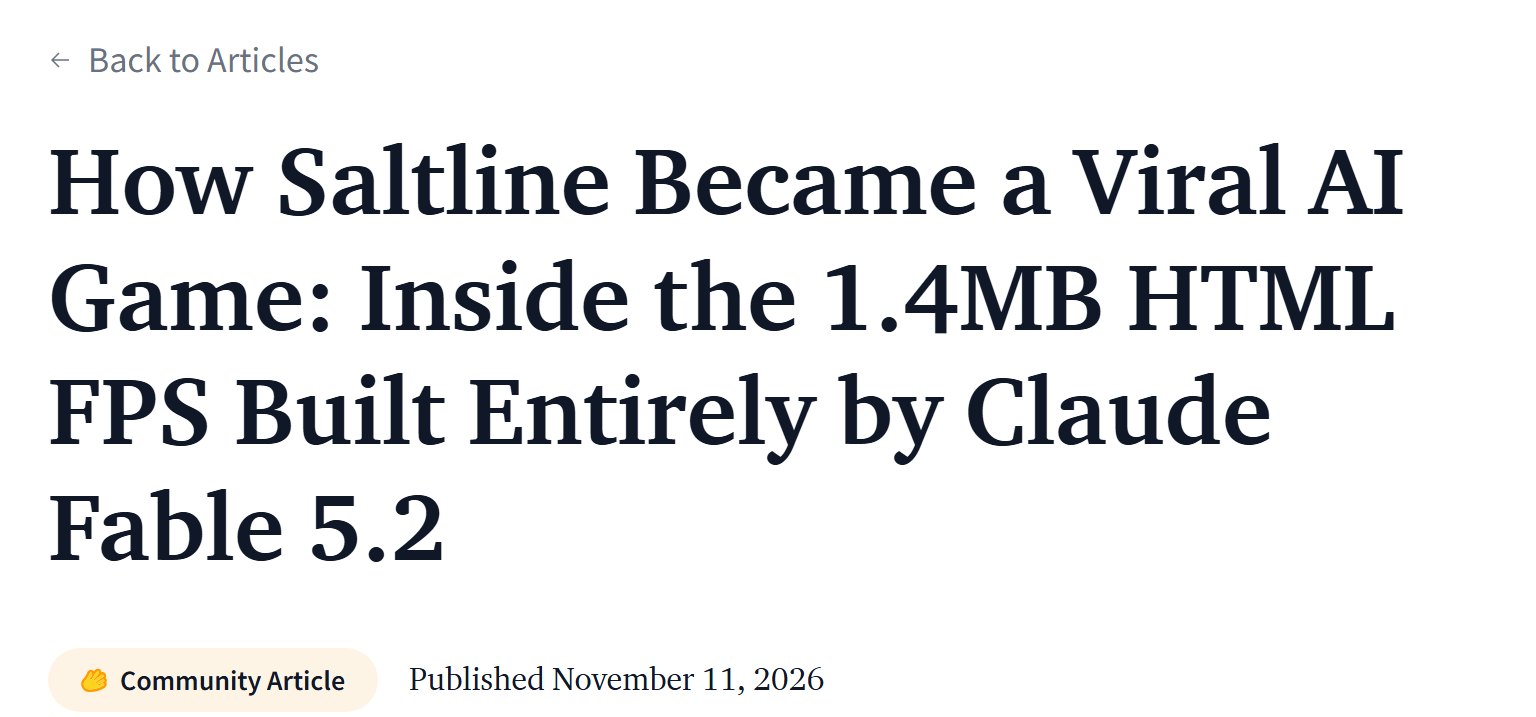 ← Back to Articles
How Saltline Became a Viral AI
Game: Inside the 1.4MB HTML
FPS Built Entirely by Claude
Fable 5.2
Community Article
Published November 11, 2026